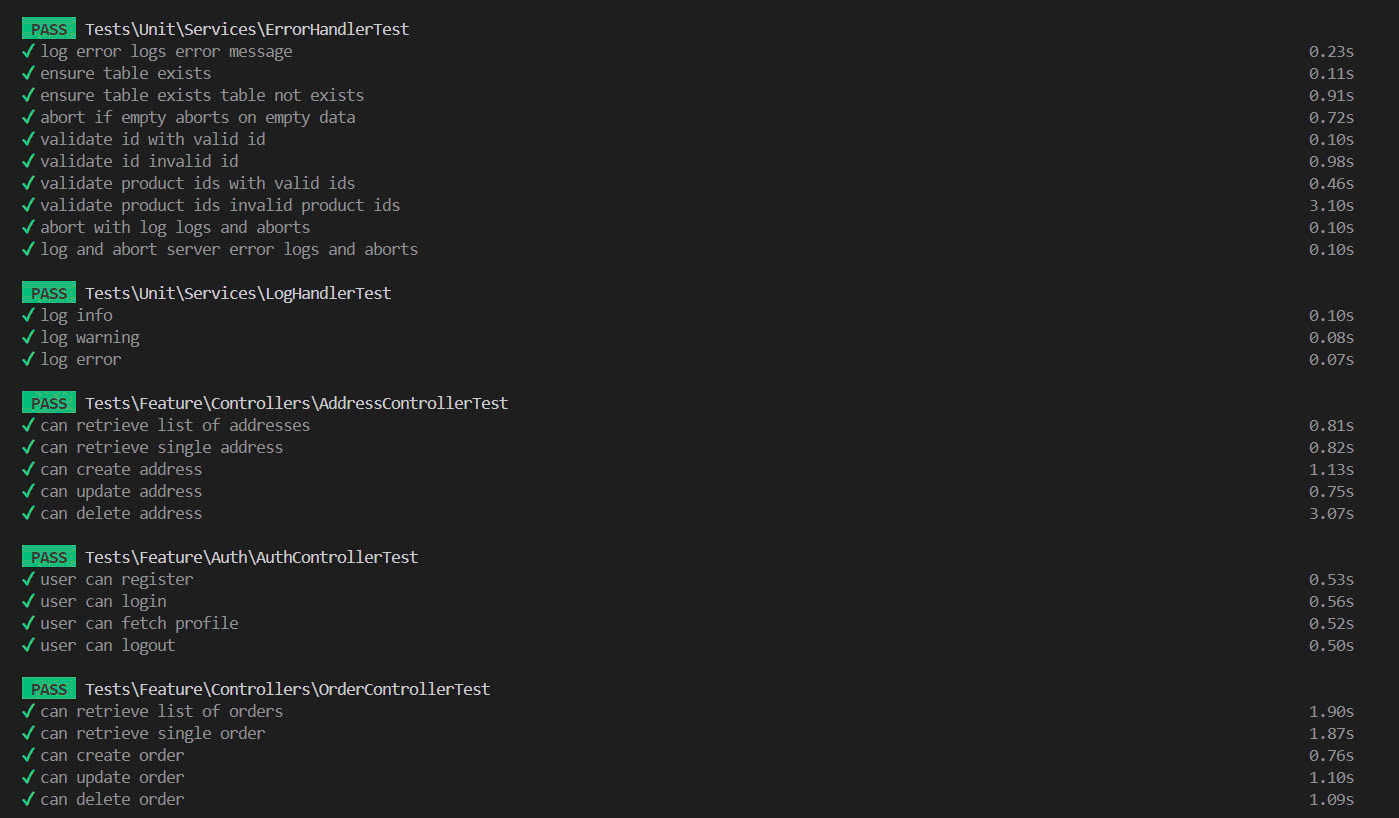 PASS Tests\Unit\Services\ErrorHandlerTest
✓ log error logs error message 0.23s
✓ ensure table exists 0.11s
✓ ensure table exists table not exists 0.91s
✓ abort if empty aborts on empty data 0.72s
✓ validate id with valid id 0.10s
✓ validate id invalid id 0.98s
✓ validate product ids with valid ids 0.46s
✓ validate product ids invalid product ids 3.10s
✓ abort with log logs and aborts 0.10s
✓ log and abort server error logs and aborts 0.10s
PASS Tests\Unit\Services\LogHandlerTest
✓ log info 0.10s
✓ log warning 0.08s
✓ log error 0.07s
PASS Tests\Feature\Controllers\AddressControllerTest
✓ can retrieve list of addresses 0.81s
✓ can retrieve single address 0.82s
✓ can create address 1.13s
✓ can update address 0.75s
✓ can delete address 3.07s
PASS Tests\Feature\Auth\AuthControllerTest
✓ user can register 0.53s
✓ user can login 0.56s
✓ user can fetch profile 0.52s
✓ user can logout 0.50s
PASS Tests\Feature\Controllers\OrderControllerTest
✓ can retrieve list of orders 1.90s
✓ can retrieve single order 1.87s
✓ can create order 0.76s
✓ can update order 1.10s
✓ can delete order 1.09s